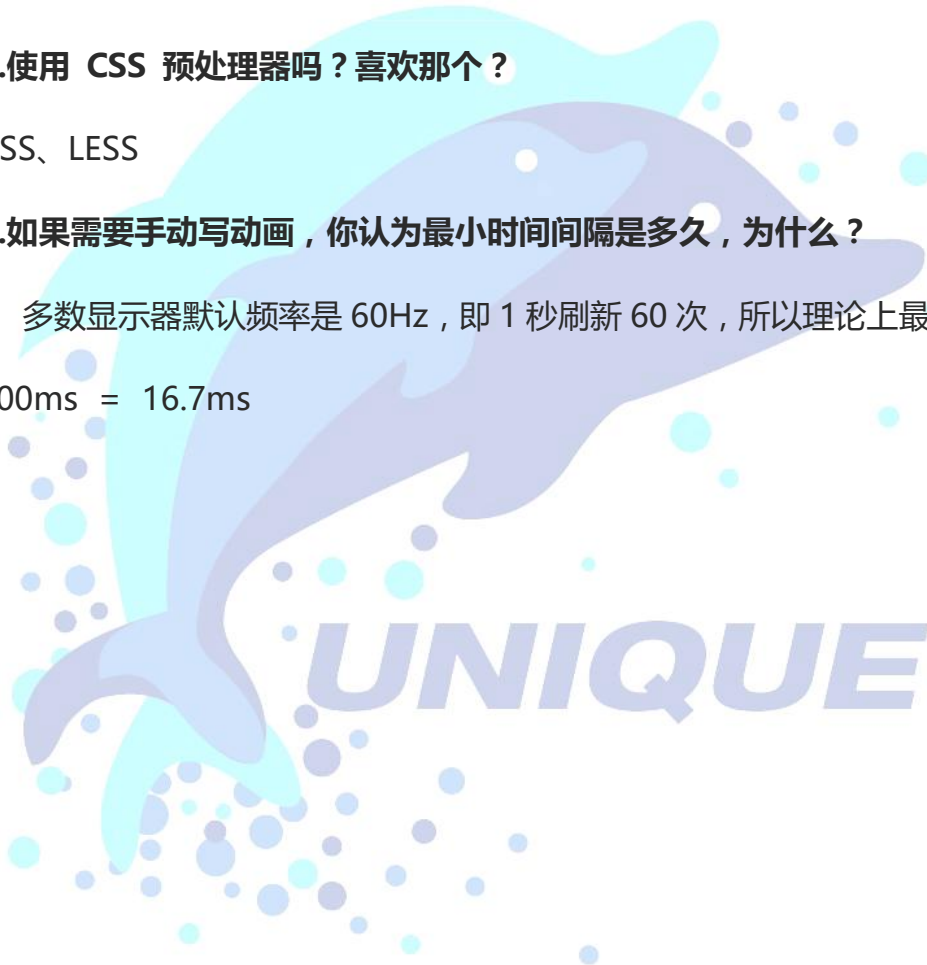 .使用 CSS 预处理器吗？喜欢那个？
SS、LESS
.如果需要手动写动画，你认为最小时间间隔是多久，为什么？
多数显示器默认频率是 60Hz，即 1 秒刷新 60 次，所以理论上最
00ms = 16.7ms
UNIQUE